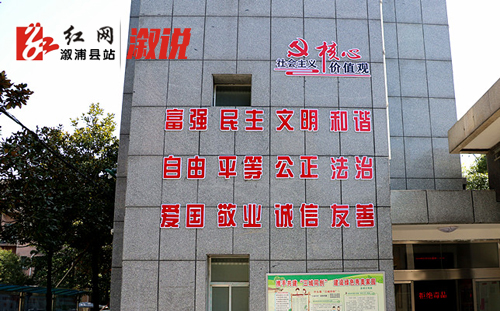 红网
溆浦县站
溆说
社会主义
核心
价值观
富强 民主 文明 和谐
自由 平等 公正 法治
爱国 敬业 诚信 友善